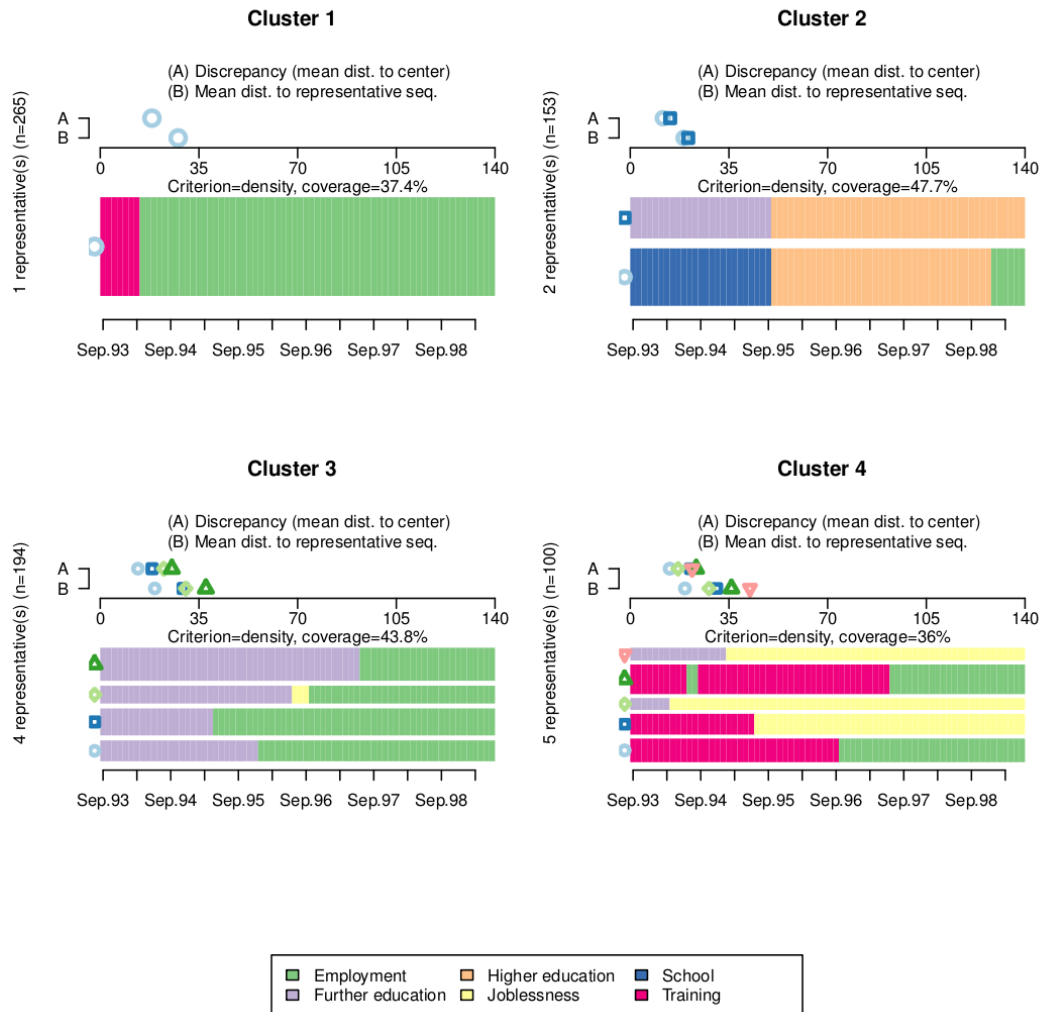 Cluster 1
(A) Discrepancy (mean dist. to center)
(B) Mean dist. to representative seq.
1 representative(s) (n=265)
A
B
0 35 70 105 140
Criterion=density, coverage=37.4%
Sep.93 Sep.94 Sep.95 Sep.96 Sep.97 Sep.98
Cluster 2
(A) Discrepancy (mean dist. to center)
(B) Mean dist. to representative seq.
2 representative(s) (n=153)
A
B
0 35 70 105 140
Criterion=density, coverage=47.7%
Sep.93 Sep.94 Sep.95 Sep.96 Sep.97 Sep.98
Cluster 3
(A) Discrepancy (mean dist. to center)
(B) Mean dist. to representative seq.
4 representative(s) (n=194)
A
B
0 35 70 105 140
Criterion=density, coverage=43.8%
Sep.93 Sep.94 Sep.95 Sep.96 Sep.97 Sep.98
Cluster 4
(A) Discrepancy (mean dist. to center)
(B) Mean dist. to representative seq.
5 representative(s) (n=100)
A
B
0 35 70 105 140
Criterion=density, coverage=36%
Sep.93 Sep.94 Sep.95 Sep.96 Sep.97 Sep.98
Employment Higher education School
Further education Joblessness Training